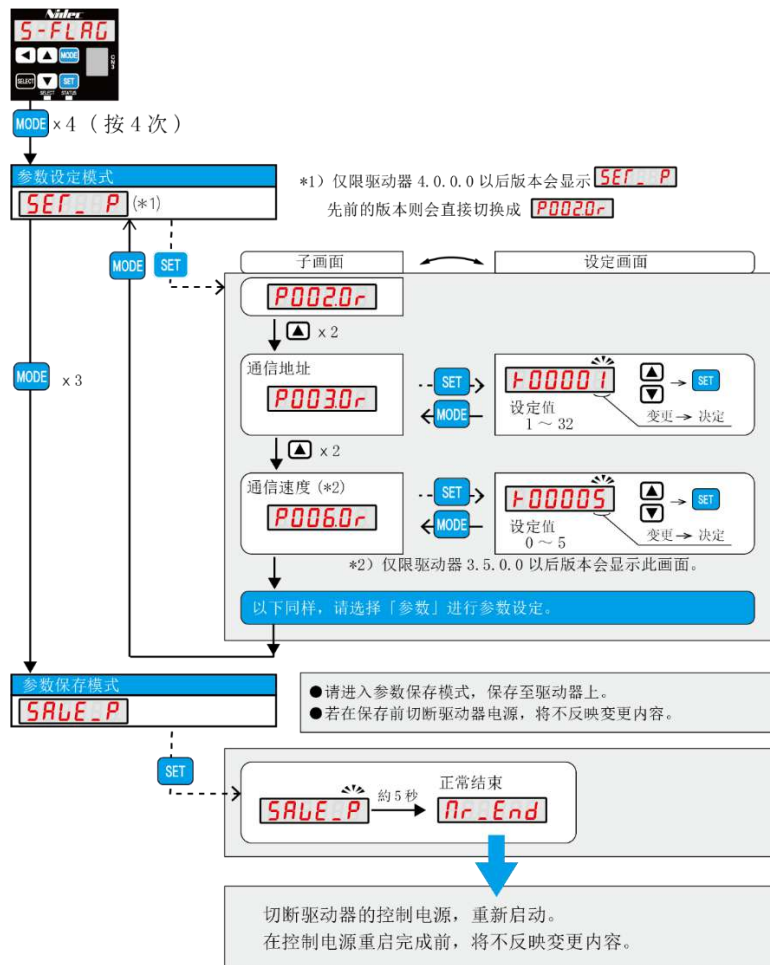 Nidec
S-FLAG
MODE
CN3
SELECT
SET
SELECT STATUS
MODE ×4（按4次）
参数设定模式
SET_ P (*1)
*1）仅限驱动器 4.0.0.0 以后版本会显示 SET_ P
先前的版本则会直接切换成 P002.0r
MODE SET
子画面 设定画面
P002.0r
×2
MODE ×3
通信地址
P003.0r
SET
MODE
⊦00001
设定值
1～32
→ SET
变更→决定
×2
通信速度 (*2)
P006.0r
SET
MODE
⊦00005
设定值
0～5
→ SET
变更→决定
*2）仅限驱动器 3.5.0.0 以后版本会显示此画面。
以下同样，请选择「参数」进行参数设定。
参数保存模式
SAVE_P
●请进入参数保存模式，保存至驱动器上。
●若在保存前切断驱动器电源，将不反映变更内容。
SET
SAVE_P
約5秒
正常结束
nr_End
切断驱动器的控制电源，重新启动。
在控制电源重启完成前，将不反映变更内容。